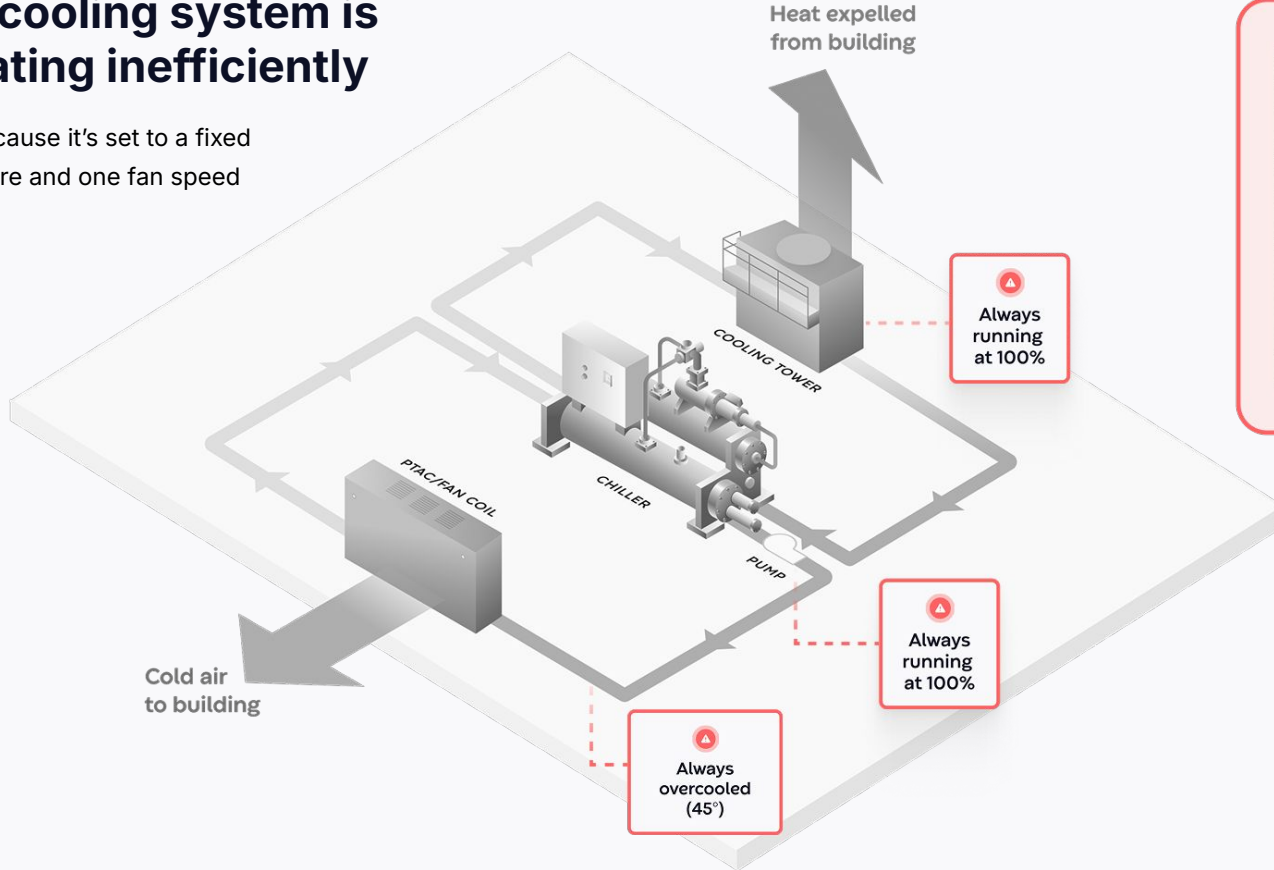 cooling system is
ating inefficiently
cause it's set to a fixed
re and one fan speed
Heat expelled
from building
Always
running
at 100%
COOLING TOWER
PTAC/FAN COIL
CHILLER
PUMP
Always
running
at 100%
Cold air
to building
Always
overcooled
(45°)